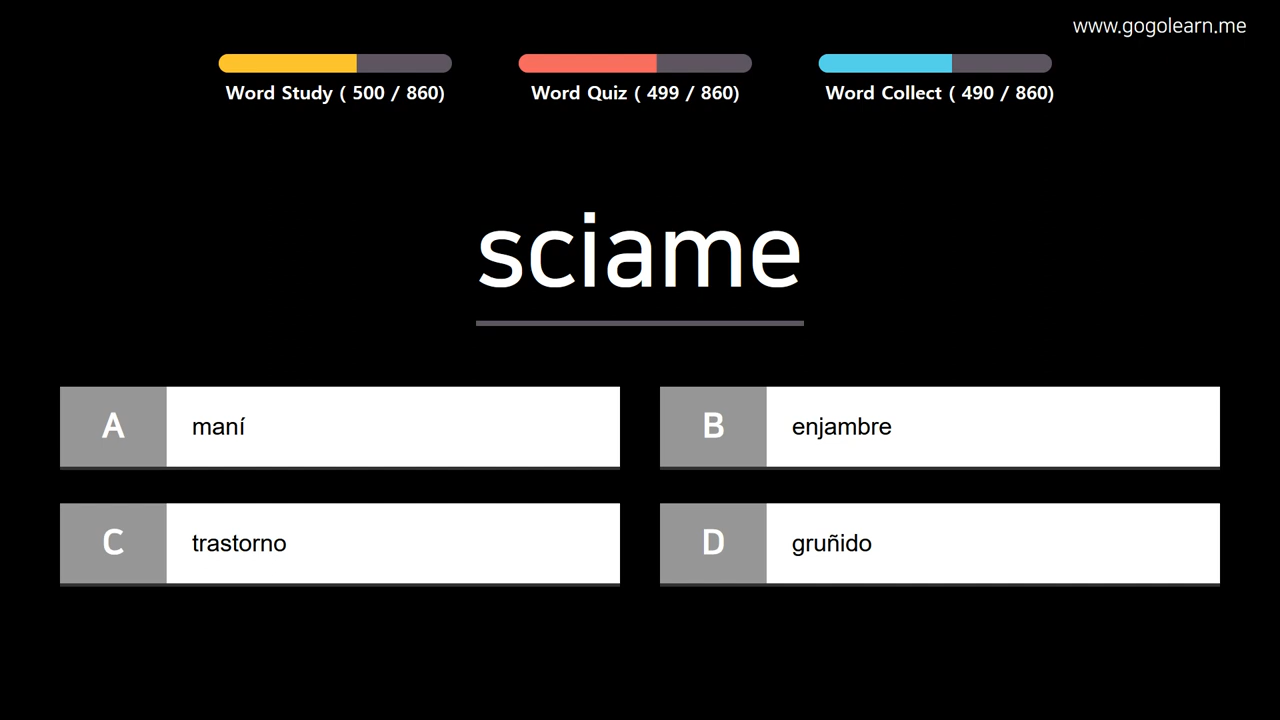 www.gogolearn.me
Word Study ( 500 / 860)
Word Quiz ( 499 / 860)
Word Collect ( 490 / 860)
sciame
A maní
B enjambre
C trastorno
D gruñido